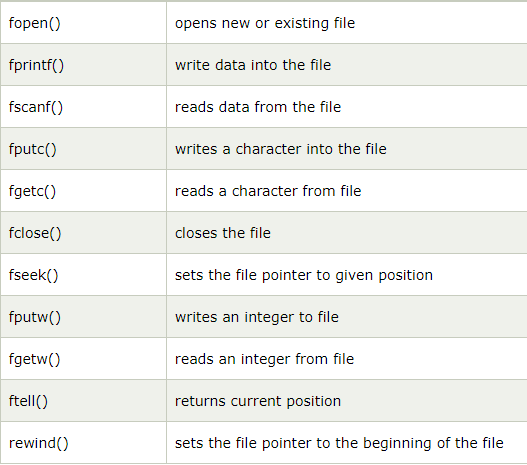 fopen() opens new or existing file
fprintf() write data into the file
fscanf() reads data from the file
fputc() writes a character into the file
fgetc() reads a character from file
fclose() closes the file
fseek() sets the file pointer to given position
fputw() writes an integer to file
fgetw() reads an integer from file
ftell() returns current position
rewind() sets the file pointer to the beginning of the file